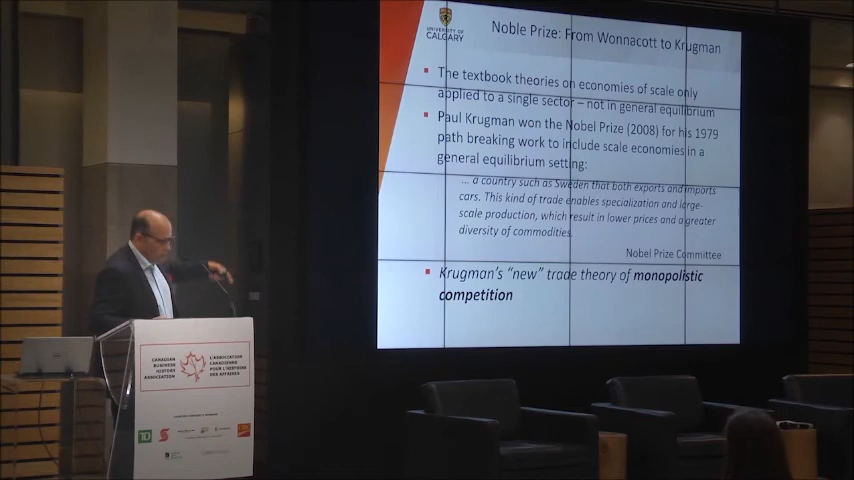 UNIVERSITY OF
CALGARY
Noble Prize: From Wonnacott to Krugman
The textbook theories on economies of scale only
applied to a single sector – not in general equilibrium
Paul Krugman won the Nobel Prize (2008) for his 1979
path breaking work to include scale economies in a
general equilibrium setting:
... a country such as Sweden that both exports and imports
cars. This kind of trade enables specialization and large-
scale production, which result in lower prices and a greater
diversity of commodities.
Nobel Prize Committee
Krugman's "new" trade theory of monopolistic
competition
CANADIAN
BUSINESS
HISTORY
ASSOCIATION
L'ASSOCIATION
CANADIENNE
POUR L'HISTOIRE
DES AFFAIRES
TD